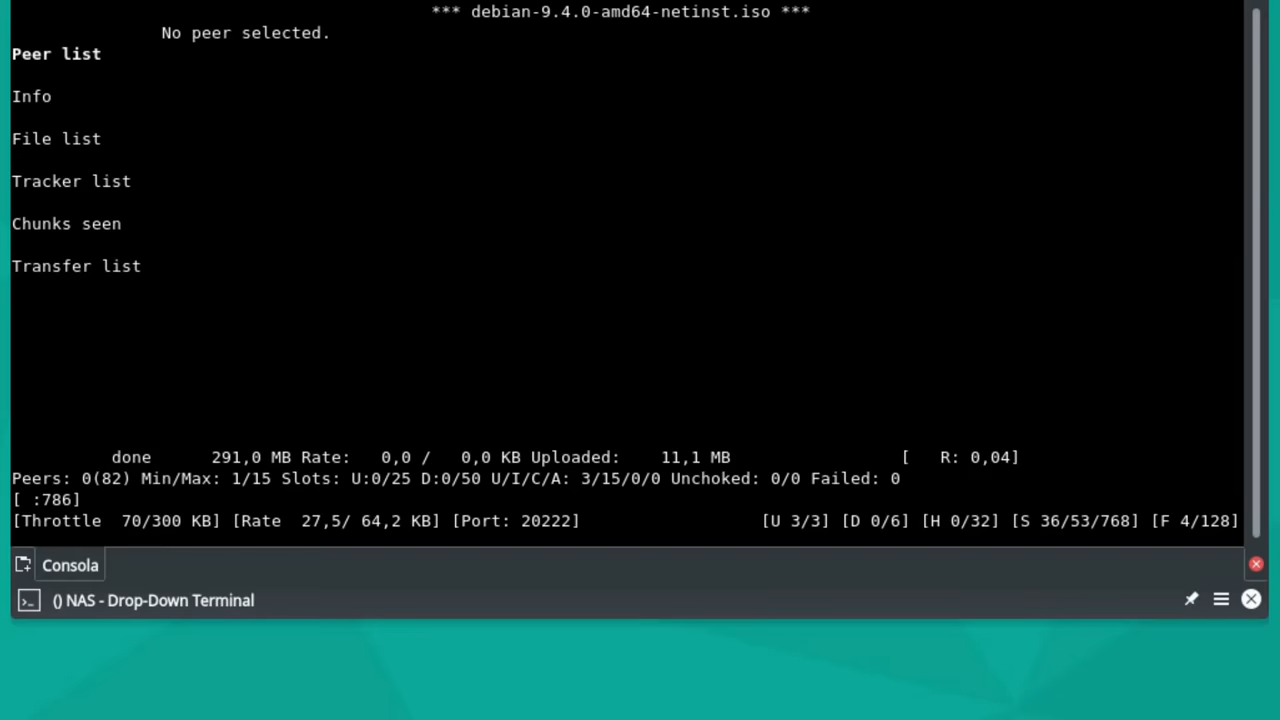 *** debian-9.4.0-amd64-netinst.iso ***
No peer selected.
Peer list
Info
File list
Tracker list
Chunks seen
Transfer list
done 291,0 MB Rate: 0,0 / 0,0 KB Uploaded: 11,1 MB [ R: 0,04]
Peers: 0(82) Min/Max: 1/15 Slots: U:0/25 D:0/50 U/I/C/A: 3/15/0/0 Unchoked: 0/0 Failed: 0
[ :786]
[Throttle 70/300 KB] [Rate 27,5/ 64,2 KB] [Port: 20222] [U 3/3] [D 0/6] [H 0/32] [S 36/53/768] [F 4/128]
Consola
() NAS - Drop-Down Terminal